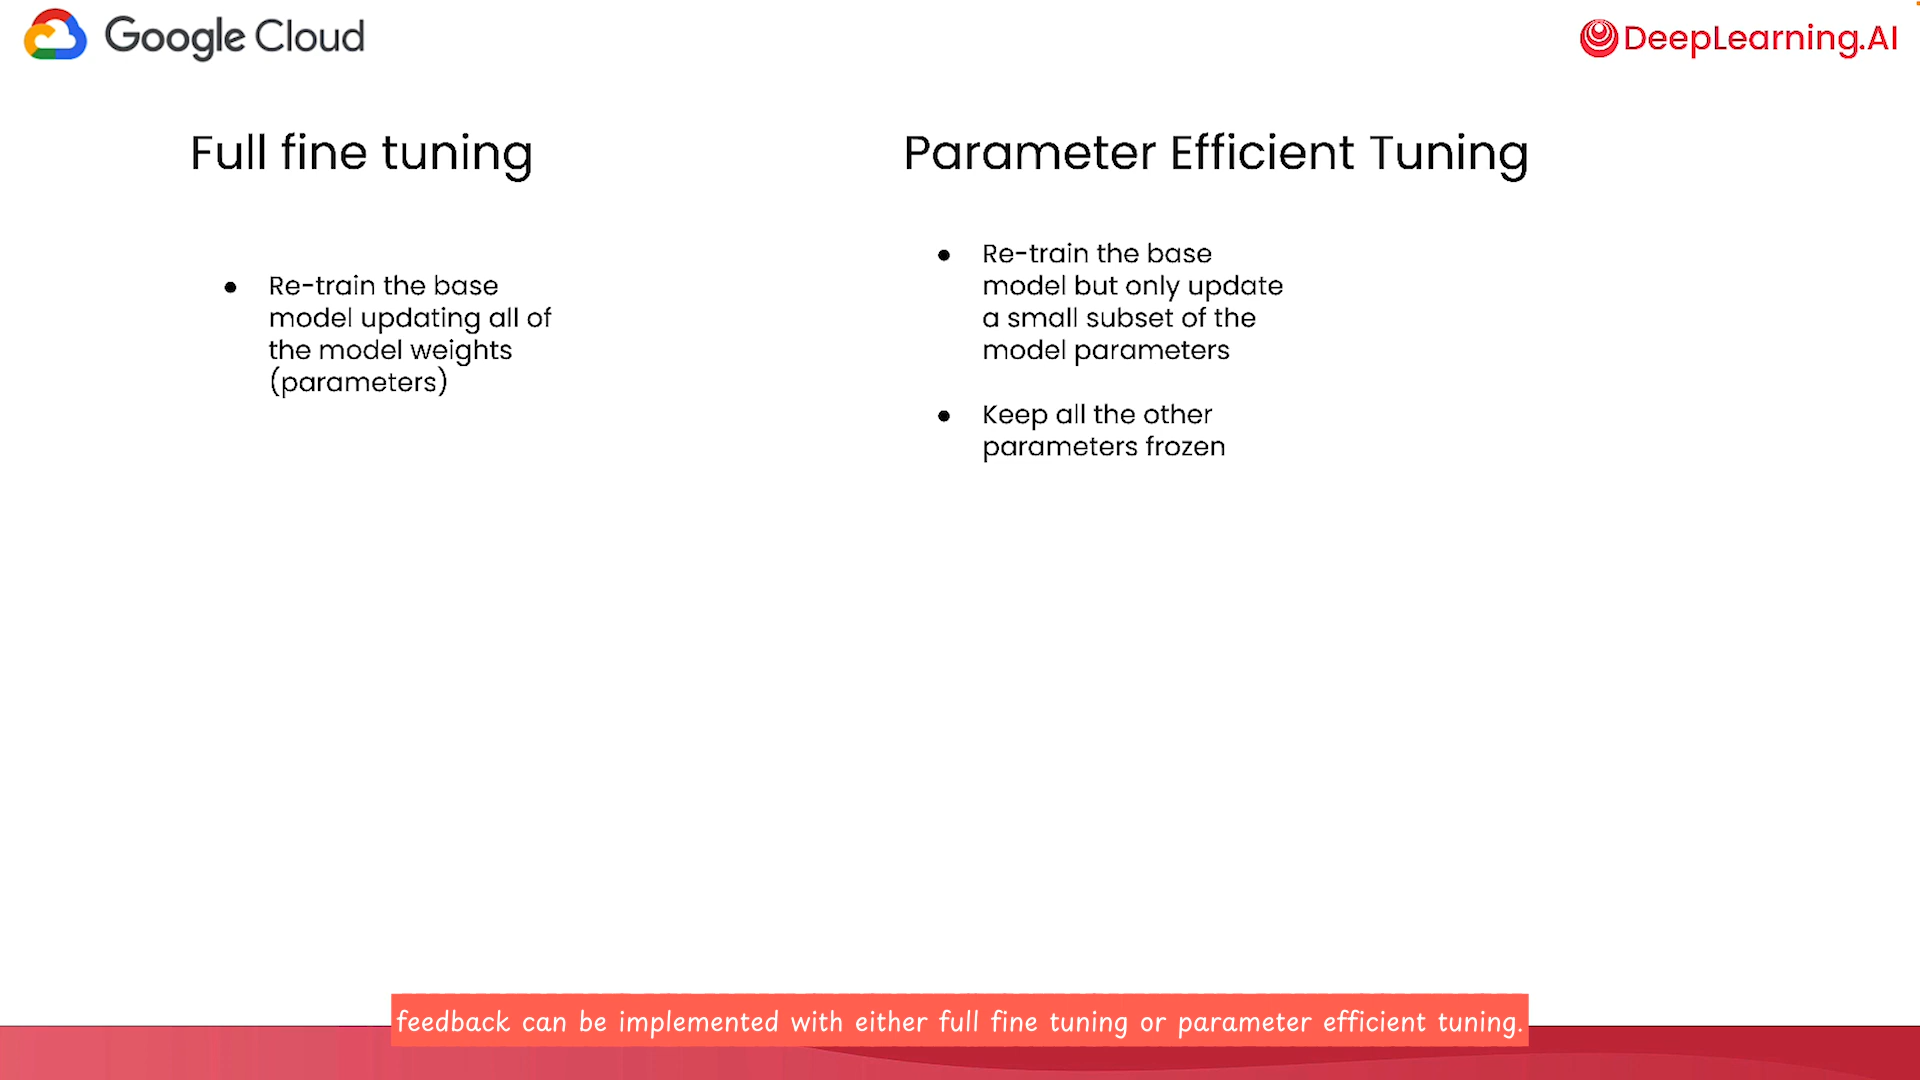 Google Cloud
DeepLearning.AI
Full fine tuning
● Re-train the base
model updating all of
the model weights
(parameters)
Parameter Efficient Tuning
● Re-train the base
model but only update
a small subset of the
model parameters
● Keep all the other
parameters frozen
feedback can be implemented with either full fine tuning or parameter efficient tuning.